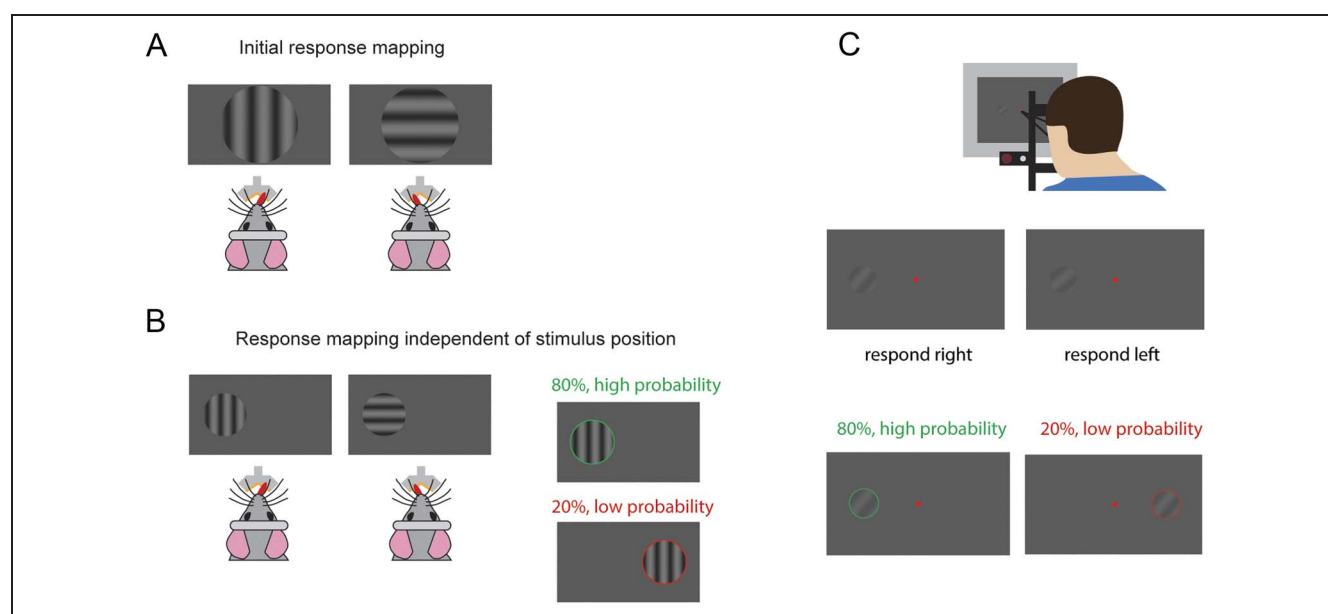 A
Initial response mapping
B
Response mapping independent of stimulus position
80%, high probability
20%, low probability
C
respond right
respond left
80%, high probability
20%, low probability